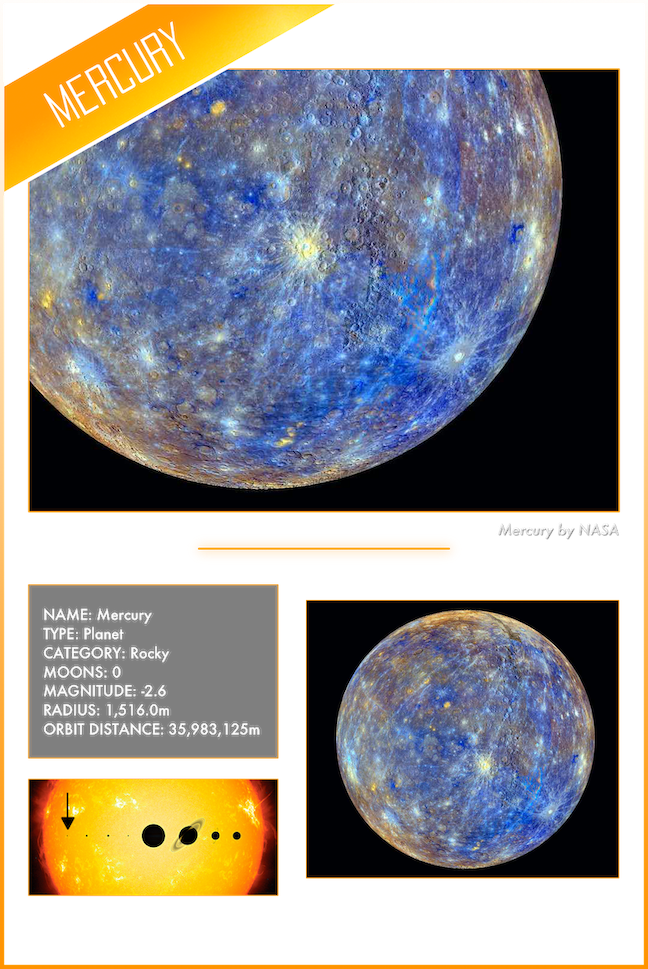 MERCURY
Mercury by NASA
NAME: Mercury
TYPE: Planet
CATEGORY: Rocky
MOONS: 0
MAGNITUDE: -2.6
RADIUS: 1,516.0m
ORBIT DISTANCE: 35,983,125m